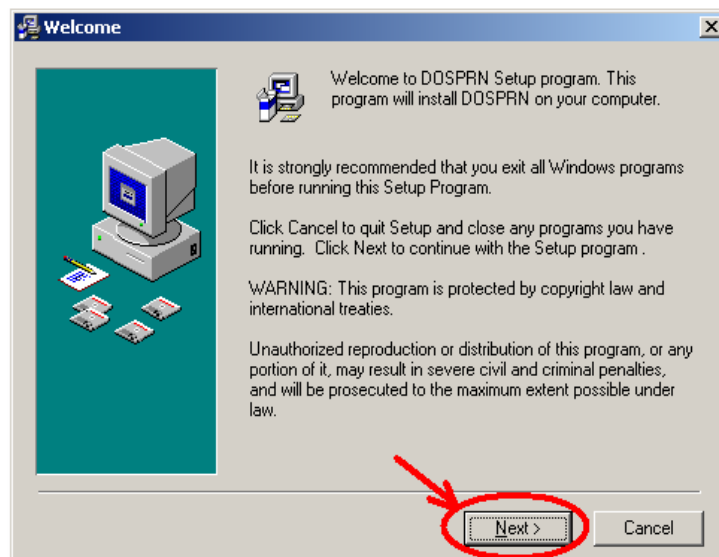 Welcome
Welcome to DOSPRN Setup program. This
program will install DOSPRN on your computer.
It is strongly recommended that you exit all Windows programs
before running this Setup Program.
Click Cancel to quit Setup and close any programs you have
running.  Click Next to continue with the Setup program .
WARNING: This program is protected by copyright law and
international treaties.
Unauthorized reproduction or distribution of this program, or any
portion of it, may result in severe civil and criminal penalties,
and will be prosecuted to the maximum extent possible under
law.
Next > Cancel